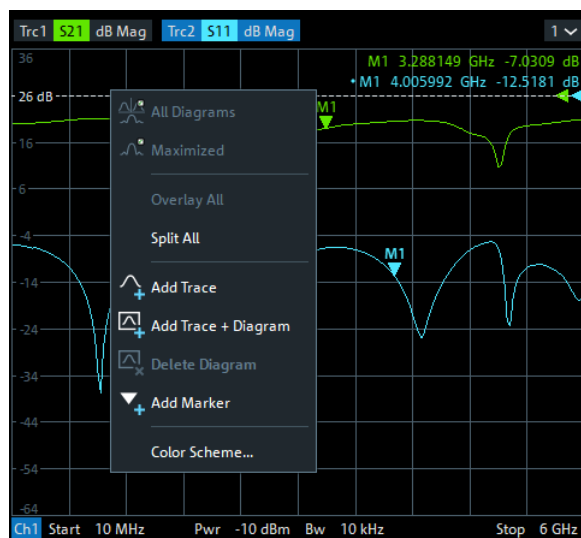 Trc1 S21 dB Mag Trc2 S11 dB Mag 1
36
M1 3.288149 GHz -7.0309 dB
•M1 4.005992 GHz -12.5181 dB
26 dB
All Diagrams
M1
16
Maximized
6
Overlay All
-4
Split All
M1
-14
Add Trace
-24
Add Trace + Diagram
Delete Diagram
-34
Add Marker
-44
Color Scheme...
-54
-64
Ch1 Start 10 MHz Pwr -10 dBm Bw 10 kHz Stop 6 GHz